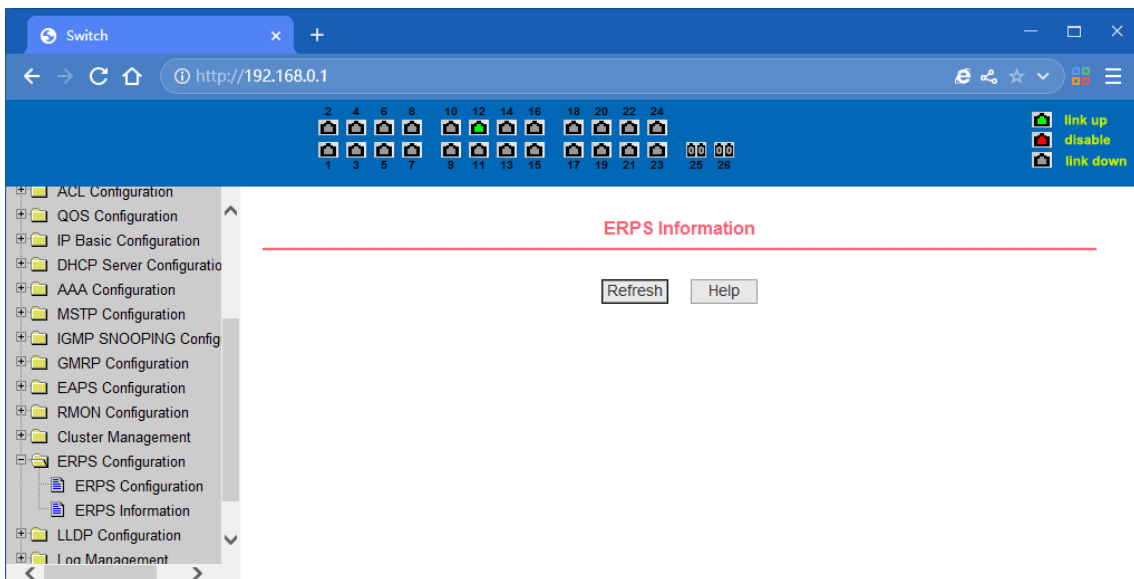 Switch
http://192.168.0.1
2 4 6 8 10 12 14 16 18 20 22 24
1 3 5 7 9 11 13 15 17 19 21 23 25 26
link up
disable
link down
ACL Configuration
QOS Configuration
IP Basic Configuration
DHCP Server Configuratio
AAA Configuration
MSTP Configuration
IGMP SNOOPING Config
GMRP Configuration
EAPS Configuration
RMON Configuration
Cluster Management
ERPS Configuration
ERPS Configuration
ERPS Information
LLDP Configuration
Log Management
ERPS Information
Refresh Help